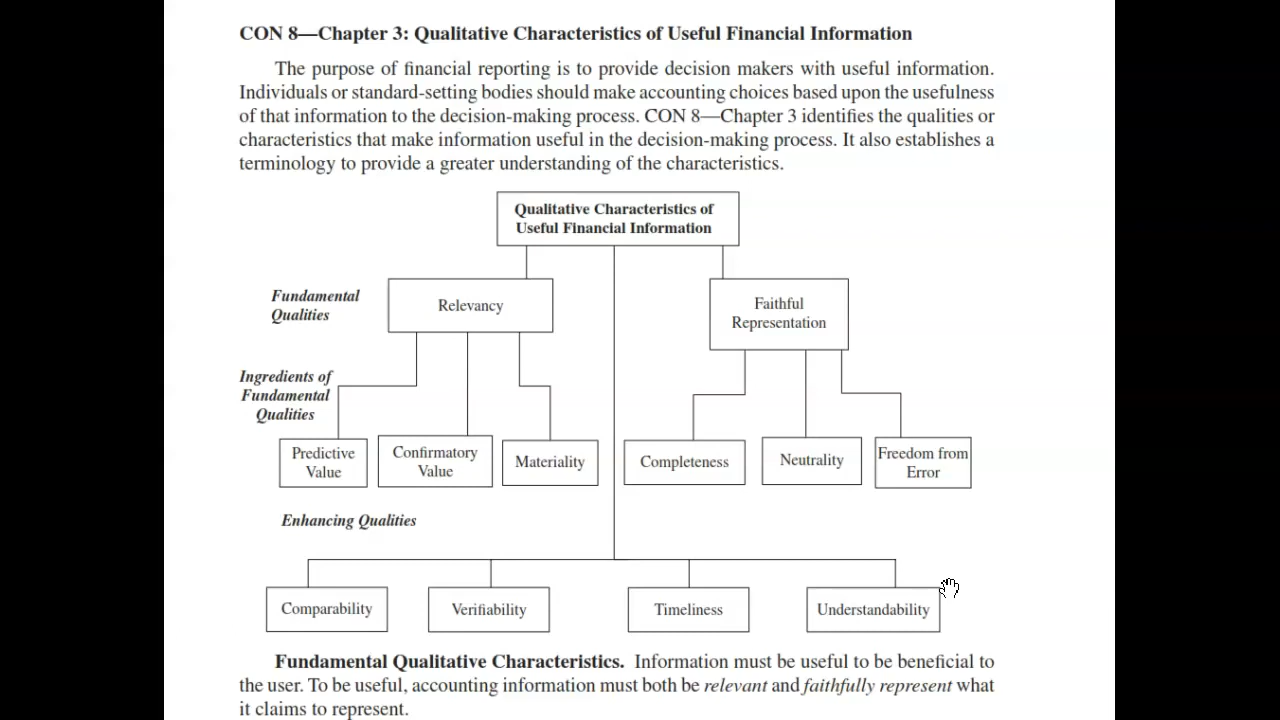 CON 8—Chapter 3: Qualitative Characteristics of Useful Financial Information
The purpose of financial reporting is to provide decision makers with useful information.
Individuals or standard-setting bodies should make accounting choices based upon the usefulness
of that information to the decision-making process. CON 8—Chapter 3 identifies the qualities or
characteristics that make information useful in the decision-making process. It also establishes a
terminology to provide a greater understanding of the characteristics.
Qualitative Characteristics of
Useful Financial Information
Fundamental
Qualities
Relevancy
Faithful
Representation
Ingredients of
Fundamental
Qualities
Predictive
Value
Confirmatory
Value
Materiality
Completeness
Neutrality
Freedom from
Error
Enhancing Qualities
Comparability
Verifiability
Timeliness
Understandability
Fundamental Qualitative Characteristics. Information must be useful to be beneficial to
the user. To be useful, accounting information must both be relevant and faithfully represent what
it claims to represent.